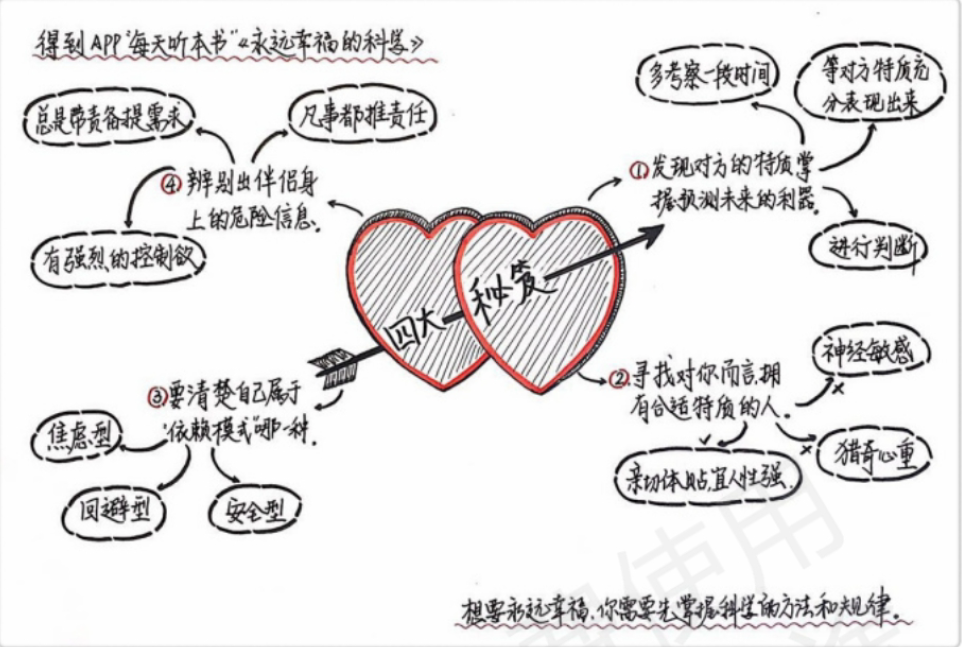 得到APP“每天听本书”《永远幸福的科学》
四大秘笈
①发现对方的特质掌
握预测未来的利器。
多考察一段时间
等对方特质充
分表现出来
进行判断
②寻找对你而言拥
有合适特质的人。
神经敏感
猎奇心重
亲切体贴,宜人性强.
③要清楚自己属于
“依赖模式”哪一种.
焦虑型
回避型
安全型
④辨别出伴侣身
上的危险信息.
总是带责备提需求
凡事都推责任
有强烈的控制欲
想要永远幸福,你需要先掌握科学的方法和规律。
使用